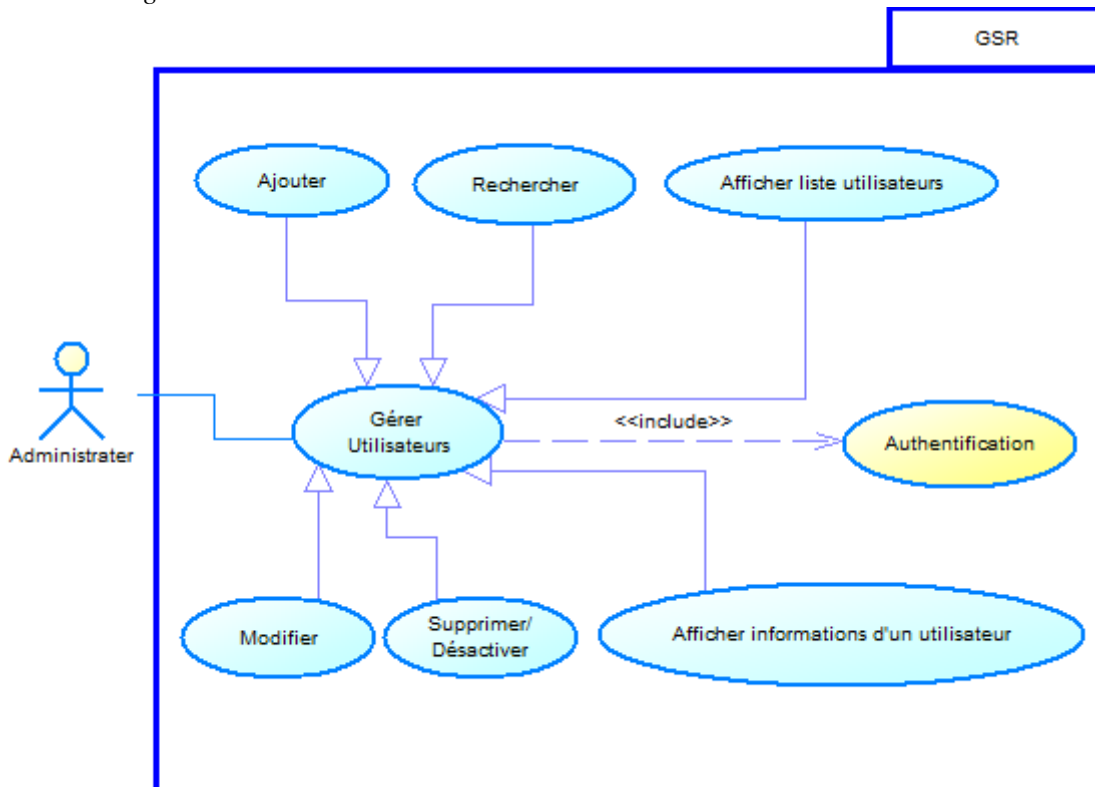 GSR
Ajouter
Rechercher
Afficher liste utilisateurs
Administrater
Gérer
Utilisateurs
<<include>>
Authentification
Modifier
Supprimer/
Désactiver
Afficher informations d'un utilisateur